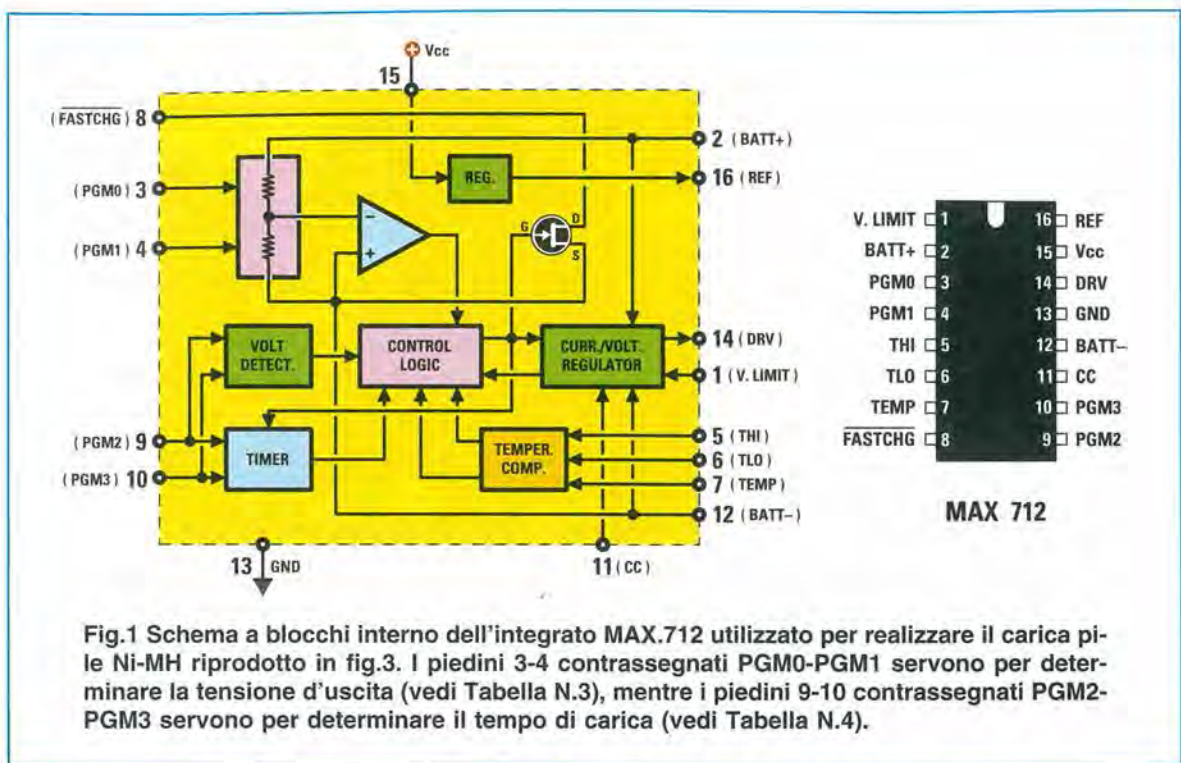 Vcc
15
(FASTCHG) 8
2 (BATT+)
REG.
16 (REF)
(PGM0) 3
(PGM1) 4
−
+
G
D
S
VOLT DETECT.
CONTROL LOGIC
CURR./VOLT. REGULATOR
14 (DRV)
1 (V. LIMIT)
(PGM2) 9
TIMER
(PGM3) 10
TEMPER. COMP.
5 (THI)
6 (TLO)
7 (TEMP)
12 (BATT–)
13 GND
11 (CC)
V. LIMIT 1
16 REF
BATT+ 2
15 Vcc
PGM0 3
14 DRV
PGM1 4
13 GND
THI 5
12 BATT–
TLO 6
11 CC
TEMP 7
10 PGM3
FASTCHG 8
9 PGM2
MAX 712
Fig.1 Schema a blocchi interno dell'integrato MAX.712 utilizzato per realizzare il carica pi-
le Ni-MH riprodotto in fig.3. I piedini 3-4 contrassegnati PGM0-PGM1 servono per deter-
minare la tensione d'uscita (vedi Tabella N.3), mentre i piedini 9-10 contrassegnati PGM2-
PGM3 servono per determinare il tempo di carica (vedi Tabella N.4).